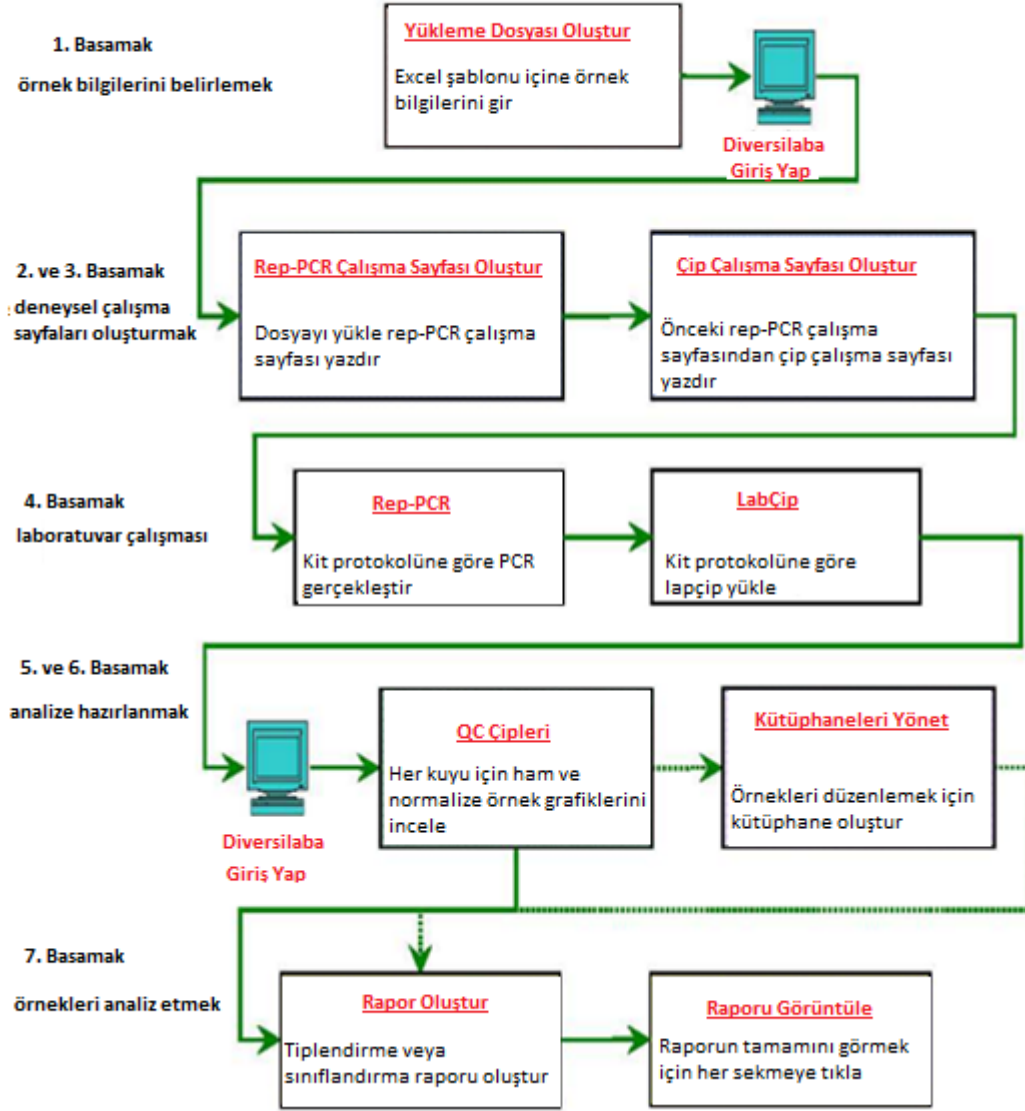 1. Basamak
örnek bilgilerini belirlemek
Yükleme Dosyası Oluştur
Excel şablonu içine örnek
bilgilerini gir
Diversilaba
Giriş Yap
2. ve 3. Basamak
deneysel çalışma
sayfaları oluşturmak
Rep-PCR Çalışma Sayfası Oluştur
Dosyayı yükle rep-PCR çalışma
sayfası yazdır
Çip Çalışma Sayfası Oluştur
Önceki rep-PCR çalışma
sayfasından çip çalışma sayfası
yazdır
4. Basamak
laboratuvar çalışması
Rep-PCR
Kit protokolüne göre PCR
gerçekleştir
LabÇip
Kit protokolüne göre
lapçip yükle
5. ve 6. Basamak
analize hazırlanmak
Diversilaba
Giriş Yap
QC Çipleri
Her kuyu için ham ve
normalize örnek grafiklerini
incele
Kütüphaneleri Yönet
Örnekleri düzenlemek için
kütüphane oluştur
7. Basamak
örnekleri analiz etmek
Rapor Oluştur
Tiplendirme veya
sınıflandırma raporu oluştur
Raporu Görüntüle
Raporun tamamını görmek
için her sekmeye tıkla